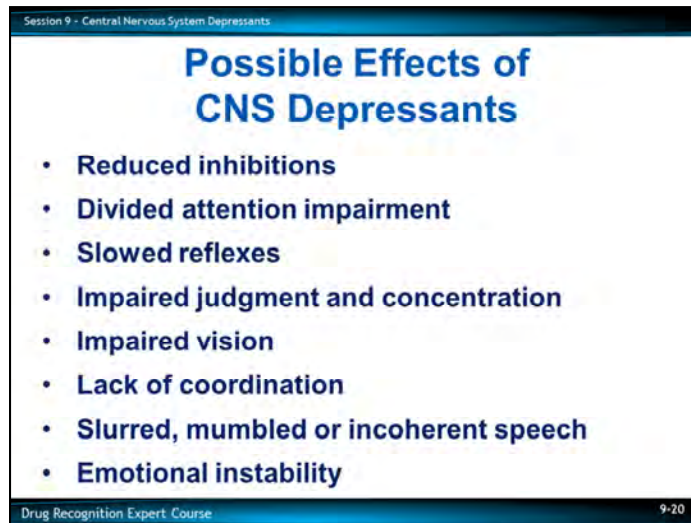 Session 9 - Central Nervous System Depressants
Possible Effects of
CNS Depressants
• Reduced inhibitions
• Divided attention impairment
• Slowed reflexes
• Impaired judgment and concentration
• Impaired vision
• Lack of coordination
• Slurred, mumbled or incoherent speech
• Emotional instability
Drug Recognition Expert Course 9-20